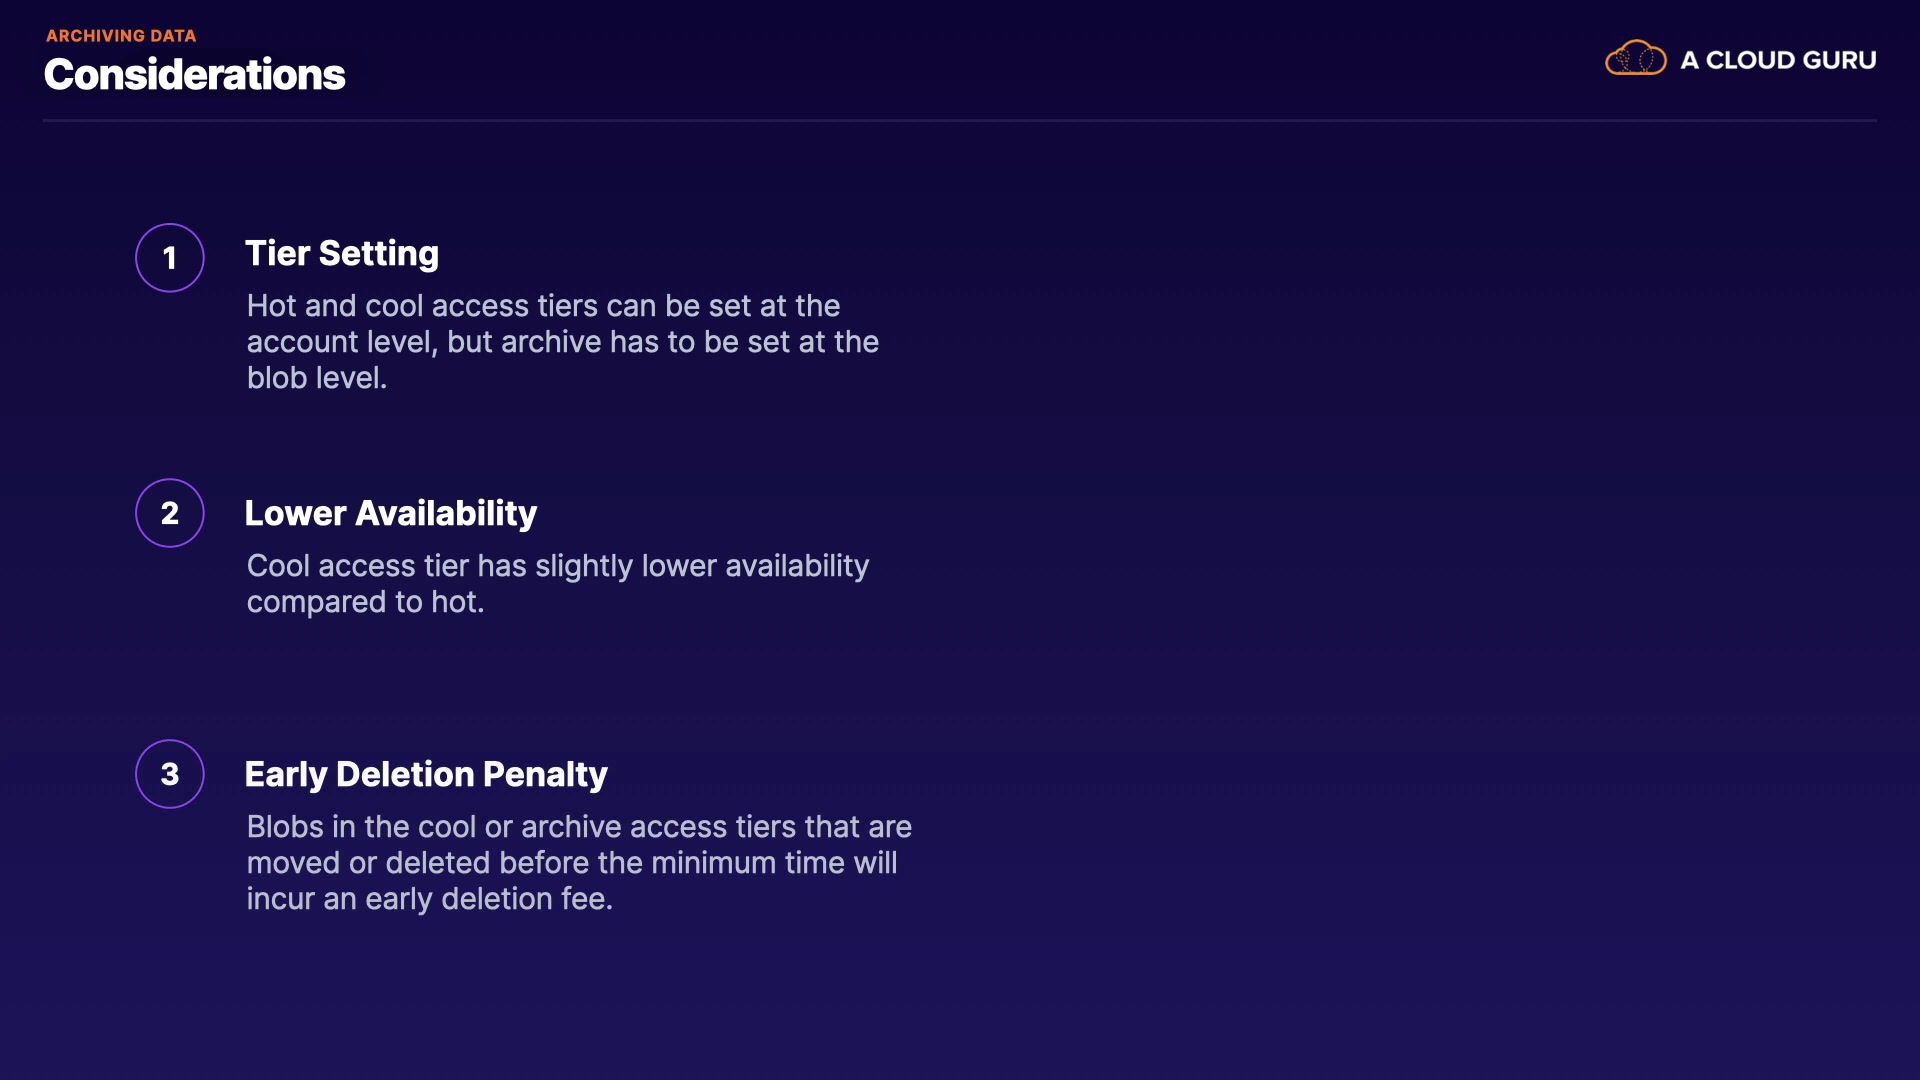 ARCHIVING DATA
Considerations
A CLOUD GURU
1
Tier Setting
Hot and cool access tiers can be set at the
account level, but archive has to be set at the
blob level.
2
Lower Availability
Cool access tier has slightly lower availability
compared to hot.
3
Early Deletion Penalty
Blobs in the cool or archive access tiers that are
moved or deleted before the minimum time will
incur an early deletion fee.